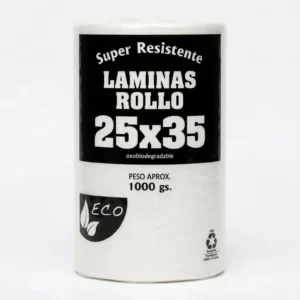 Super Resistente
LAMINAS
ROLLO
25x35
oxobiodegradable
PESO APROX.
1000 gs.
ECO